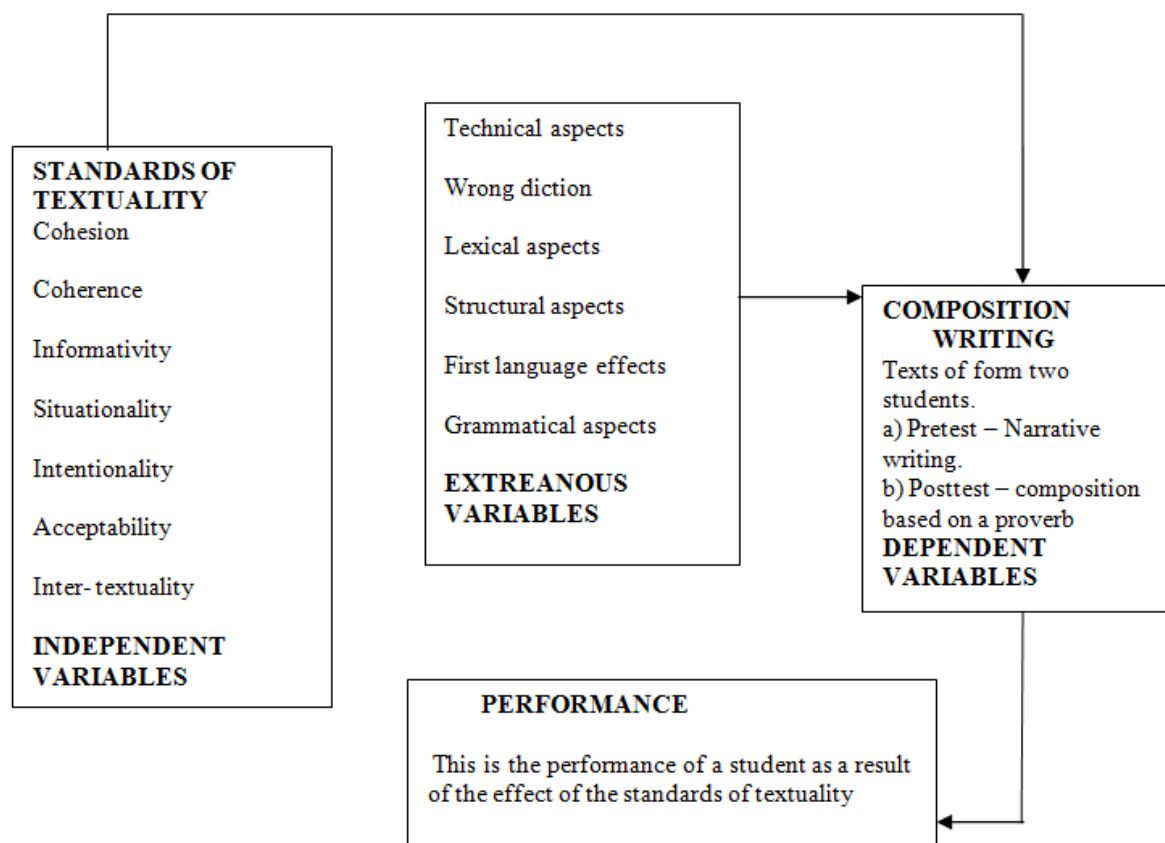 STANDARDS OF
TEXTUALITY
Cohesion
Coherence
Informativity
Situationality
Intentionality
Acceptability
Inter- textuality
INDEPENDENT
VARIABLES
Technical aspects
Wrong diction
Lexical aspects
Structural aspects
First language effects
Grammatical aspects
EXTREANOUS
VARIABLES
COMPOSITION
WRITING
Texts of form two
students.
a) Pretest – Narrative
writing.
b) Posttest – composition
based on a proverb
DEPENDENT
VARIABLES
PERFORMANCE
This is the performance of a student as a result
of the effect of the standards of textuality